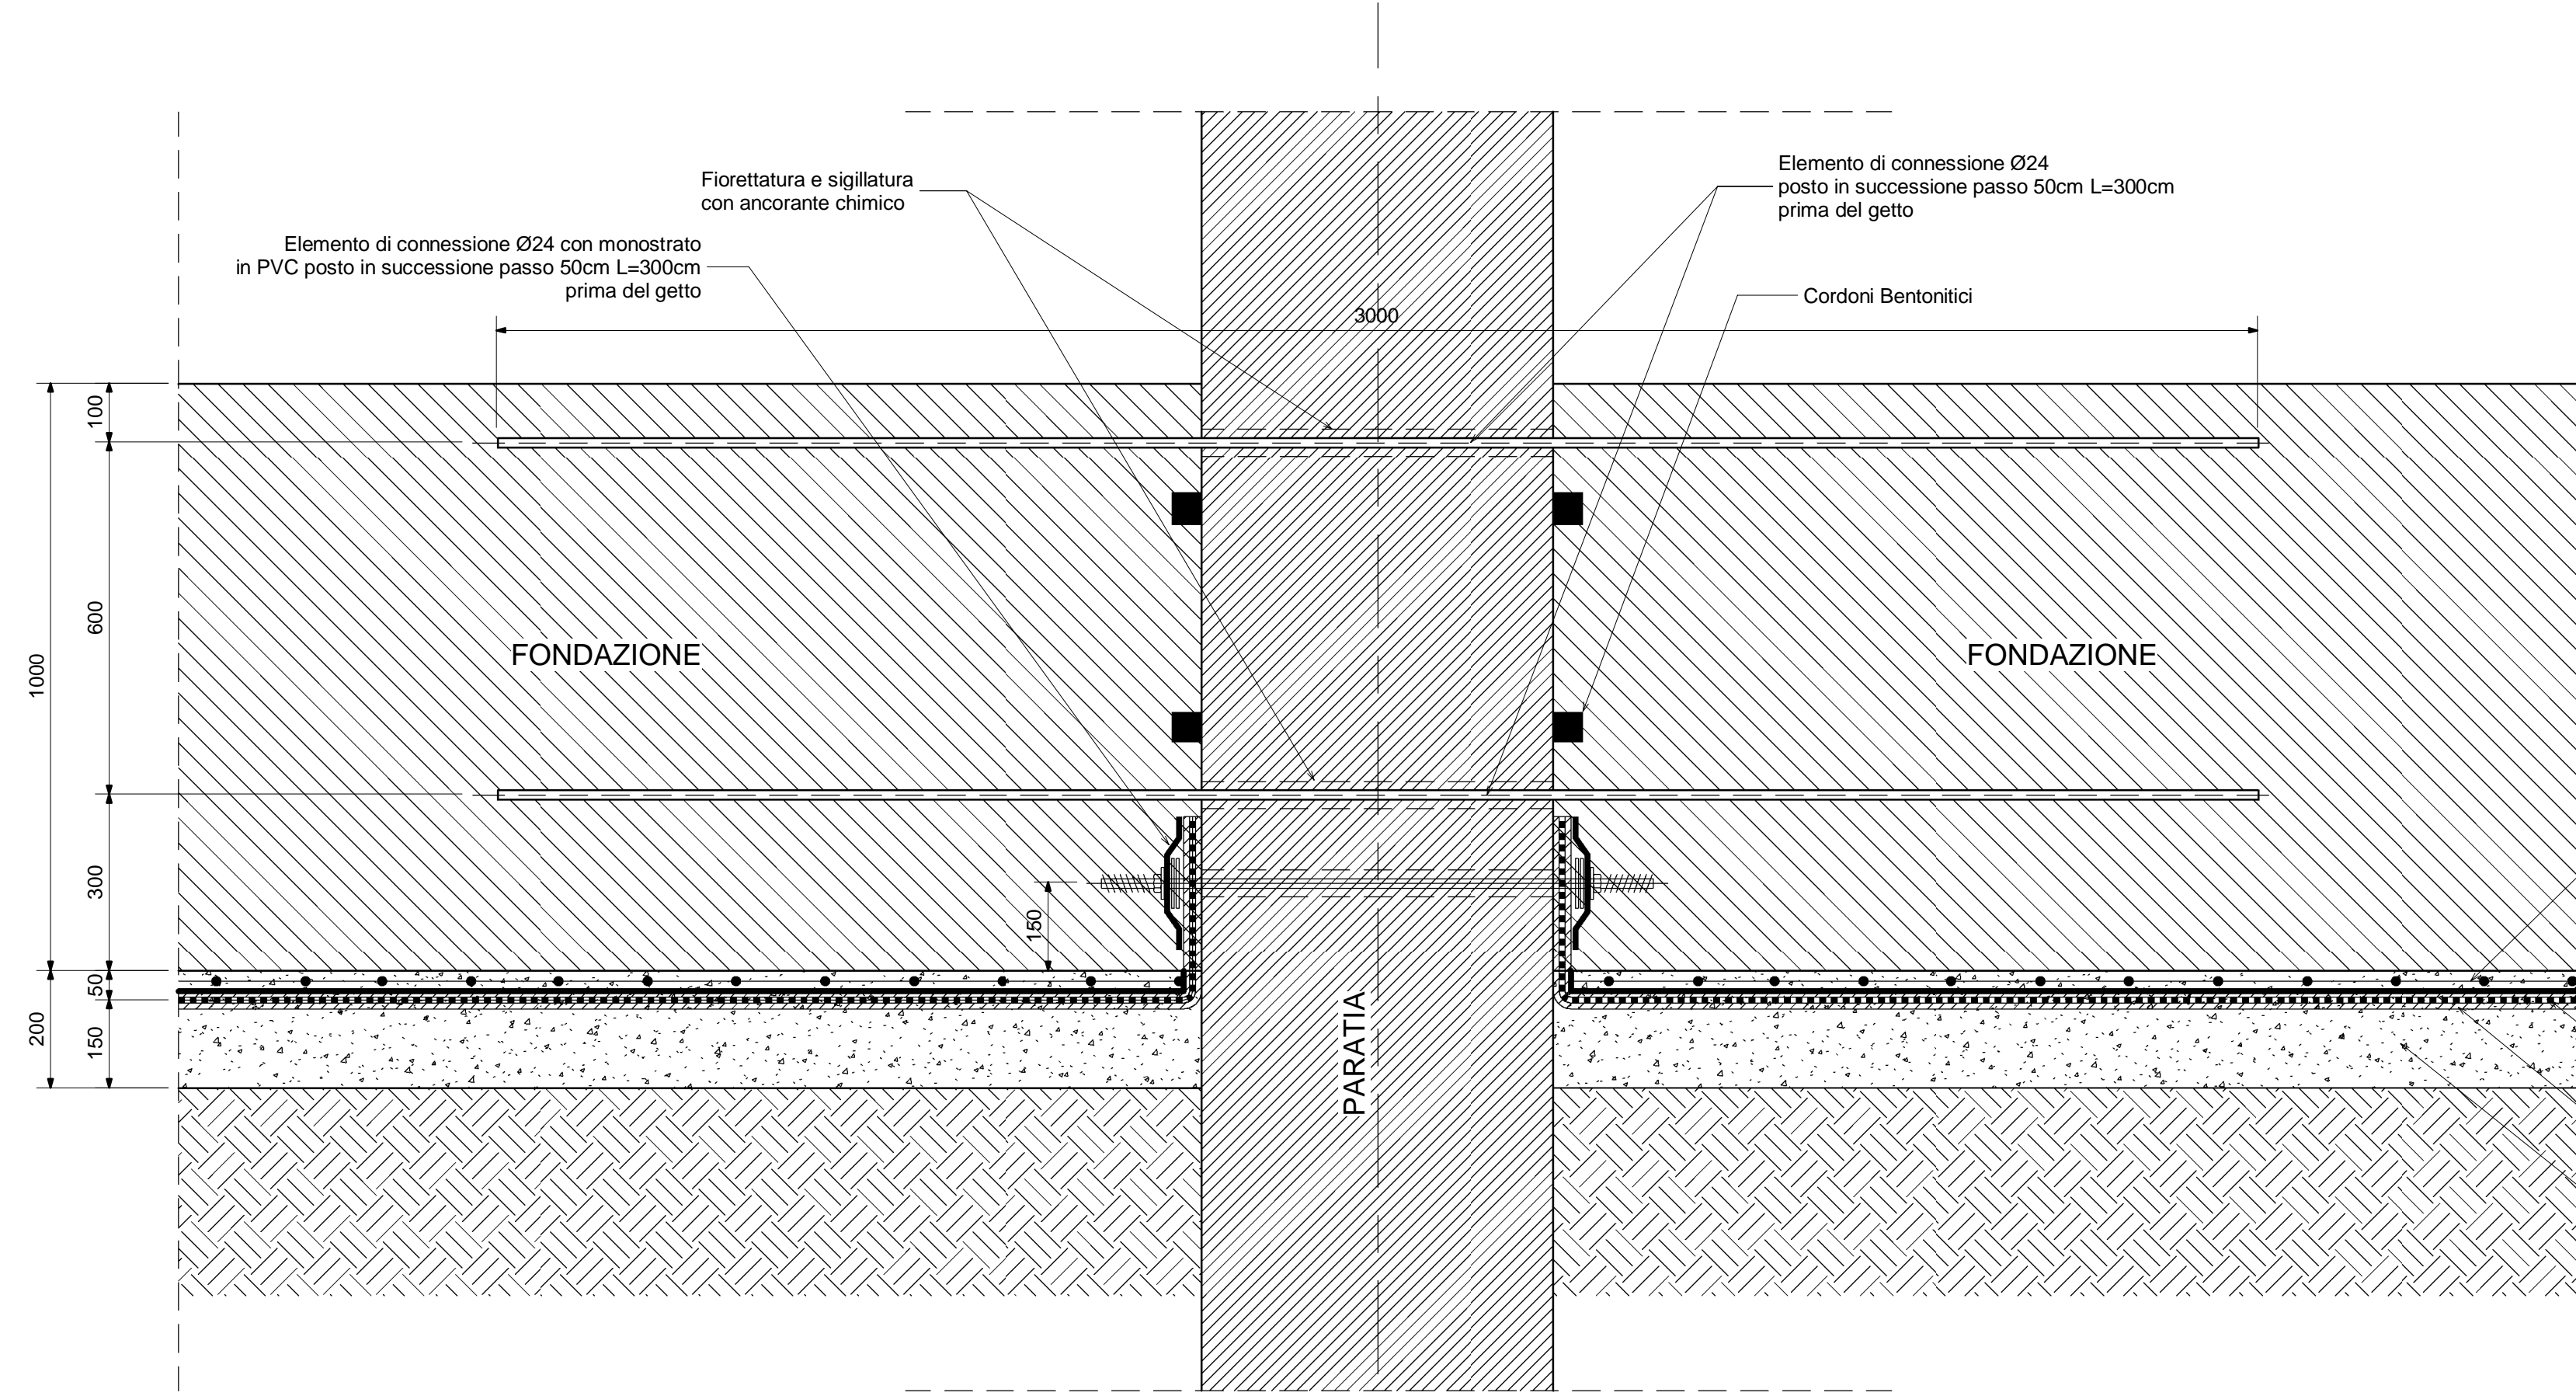 Fiorettatura e sigillatura
con ancorante chimico
Elemento di connessione Ø24
posto in successione passo 50cm L=300cm
prima del getto
Elemento di connessione Ø24 con monostrato
in PVC posto in successione passo 50cm L=300cm
prima del getto
Cordoni Bentonitici
3000
100
600
1000
300
50
200
150
150
FONDAZIONE
FONDAZIONE
PARATIA